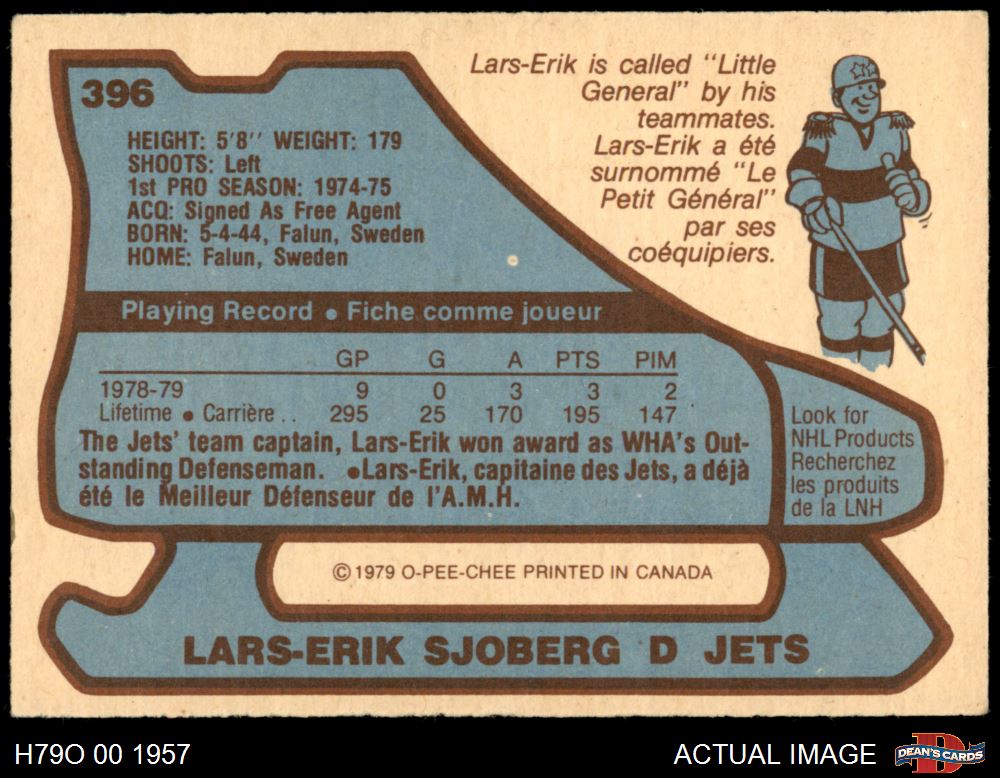 396
Lars-Erik is called "Little
General" by his
teammates.
Lars-Erik a été
surnommé "Le
Petit Général"
par ses
coéquipiers.
HEIGHT: 5'8'' WEIGHT: 179
SHOOTS: Left
1st PRO SEASON: 1974-75
ACQ: Signed As Free Agent
BORN: 5-4-44, Falun, Sweden
HOME: Falun, Sweden
Playing Record • Fiche comme joueur
GP G A PTS PIM
1978-79 9 0 3 3 2
Lifetime • Carrière .. 295 25 170 195 147
The Jets' team captain, Lars-Erik won award as WHA's Out-
standing Defenseman. •Lars-Erik, capitaine des Jets, a déjà
été le Meilleur Défenseur de l'A.M.H.
Look for
NHL Products
Recherchez
les produits
de la LNH
© 1979 O-PEE-CHEE PRINTED IN CANADA
LARS-ERIK SJOBERG D JETS
H79O 00 1957
ACTUAL IMAGE
DEAN'S CARDS